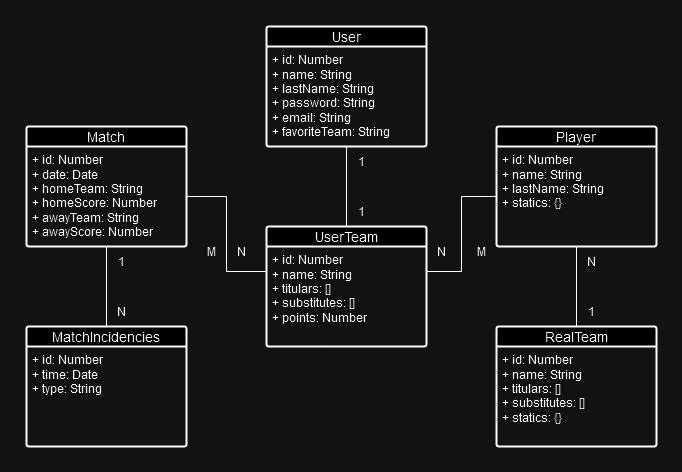 User
+ id: Number
+ name: String
+ lastName: String
+ password: String
+ email: String
+ favoriteTeam: String
Match
+ id: Number
+ date: Date
+ homeTeam: String
+ homeScore: Number
+ awayTeam: String
+ awayScore: Number
Player
+ id: Number
+ name: String
+ lastName: String
+ statics: {}
1
1
UserTeam
+ id: Number
+ name: String
+ titulars: []
+ substitutes: []
+ points: Number
M
N
N
M
1
N
N
1
MatchIncidencies
+ id: Number
+ time: Date
+ type: String
RealTeam
+ id: Number
+ name: String
+ titulars: []
+ substitutes: []
+ statics: {}